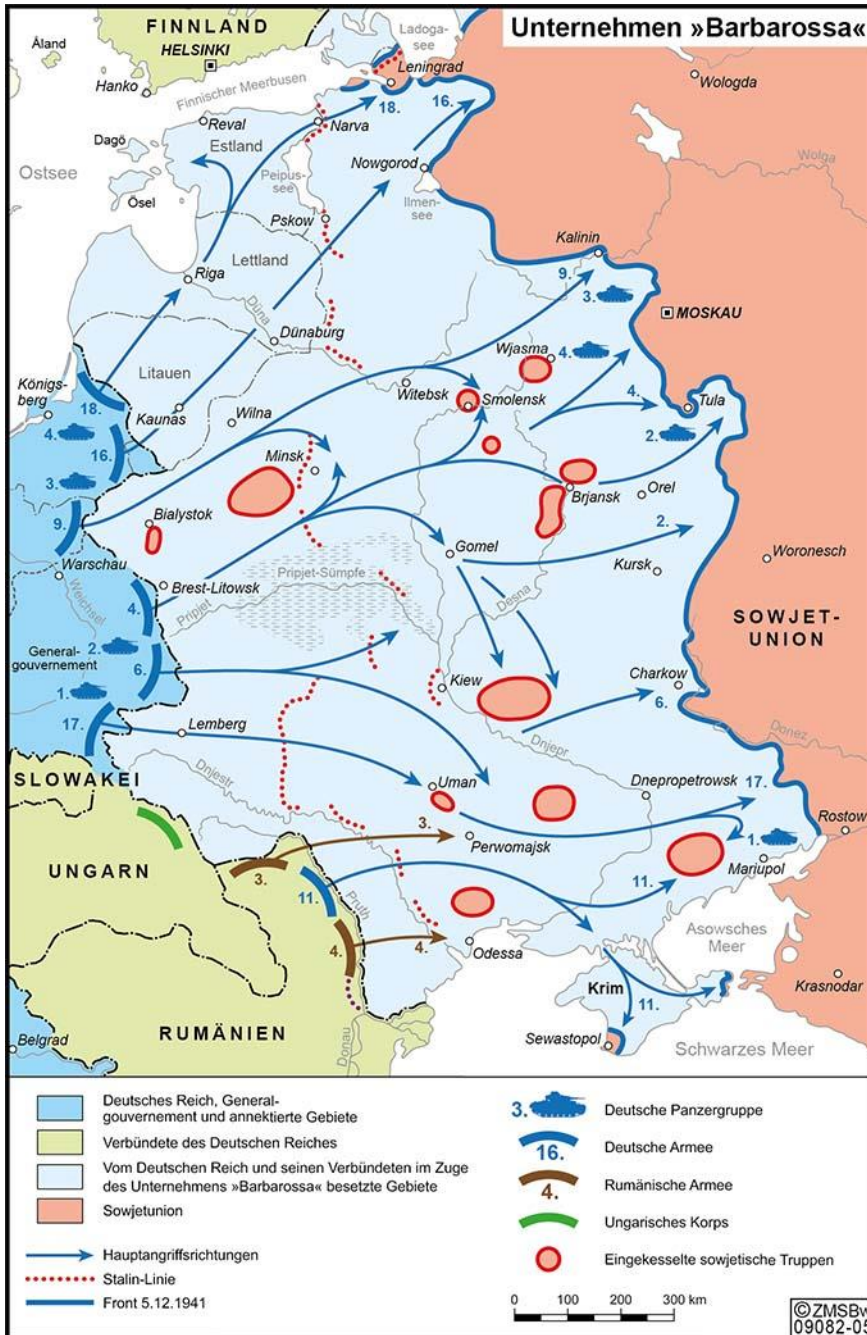 Unternehmen »Barbarossa«
FINNLAND
HELSINKI
Åland
Hanko
Finnischer Meerbusen
Ladoga-
see
Leningrad
Wologda
Reval
Estland
Narva
18.
16.
Dagö
Ostsee
Ösel
Peipus-
see
Nowgorod
Ilmen-
see
Wolga
Pskow
Lettland
Riga
Düna
Dünaburg
Kalinin
9.
3.
MOSKAU
Litauen
Wjasma
4.
Königs-
berg
18.
Kaunas
Wilna
Witebsk
Smolensk
4.
Tula
4.
16.
2.
3.
Minsk
Bialystok
Brjansk
Orel
9.
Gomel
2.
Warschau
Brest-Litowsk
Pripjet-Sümpfe
Kursk
Woronesch
Weichsel
4.
Pripjet
Desna
SOWJET-
UNION
General-
gouvernement
2.
6.
1.
Kiew
Charkow
6.
17.
Lemberg
Dnjepr
Donez
SLOWAKEI
Dnjestr
Uman
Dnepropetrowsk
17.
3.
Perwomajsk
1.
Rostow
UNGARN
Mariupol
3.
11.
Pruth
11.
4.
4.
Odessa
Asowsches
Meer
Krim
11.
Krasnodar
RUMÄNIEN
Donau
Belgrad
Sewastopol
Schwarzes Meer
Deutsches Reich, General-
gouvernement und annektierte Gebiete
Verbündete des Deutschen Reiches
Vom Deutschen Reich und seinen Verbündeten im Zuge
des Unternehmens »Barbarossa« besetzte Gebiete
Sowjetunion
Hauptangriffsrichtungen
Stalin-Linie
Front 5.12.1941
3.
Deutsche Panzergruppe
16.
Deutsche Armee
4.
Rumänische Armee
Ungarisches Korps
Eingekesselte sowjetische Truppen
0 100 200 300 km
©ZMSBw